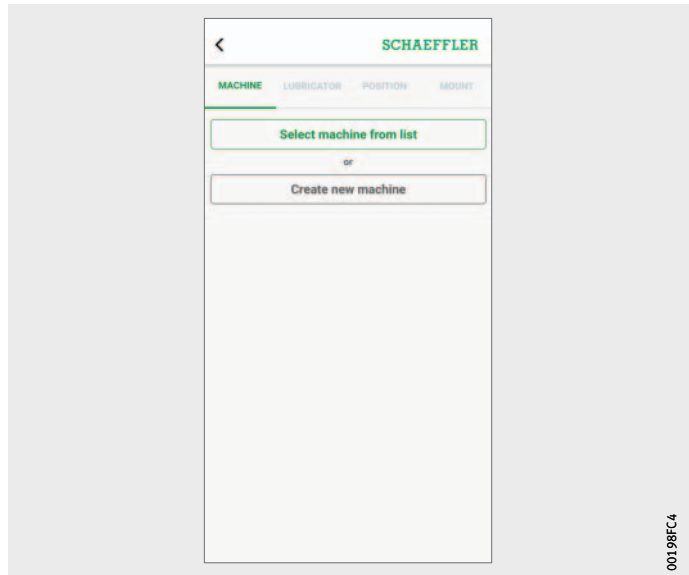 SCHAEFFLER
MACHINE LUBRICATOR POSITION MOUNT
Select machine from list
or
Create new machine
00198FC4